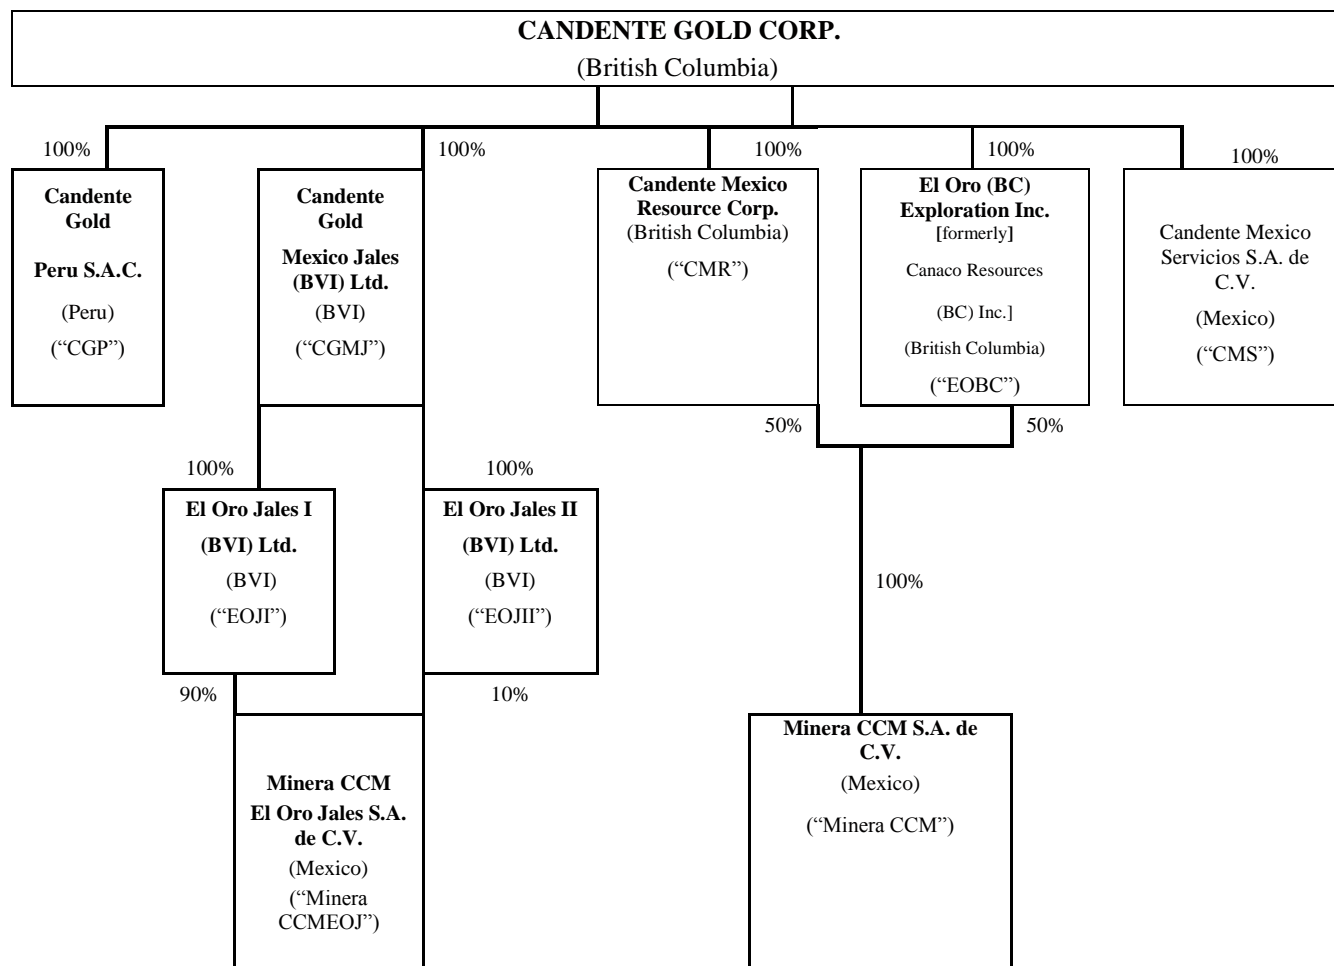 CANDENTE GOLD CORP.
(British Columbia)
100%
100%
100%
100%
100%
Candente
Gold
Peru S.A.C.
(Peru)
(“CGP”)
Candente
Gold
Mexico Jales
(BVI) Ltd.
(BVI)
(“CGMJ”)
Candente Mexico
Resource Corp.
(British Columbia)
(“CMR”)
El Oro (BC)
Exploration Inc.
[formerly]
Canaco Resources
(BC) Inc.]
(British Columbia)
(“EOBC”)
Candente Mexico
Servicios S.A. de
C.V.
(Mexico)
(“CMS”)
50%
50%
100%
100%
El Oro Jales I
(BVI) Ltd.
(BVI)
(“EOJI”)
El Oro Jales II
(BVI) Ltd.
(BVI)
(“EOJII”)
100%
90%
10%
Minera CCM
El Oro Jales S.A.
de C.V.
(Mexico)
(“Minera
CCMEOJ”)
Minera CCM S.A. de
C.V.
(Mexico)
(“Minera CCM”)